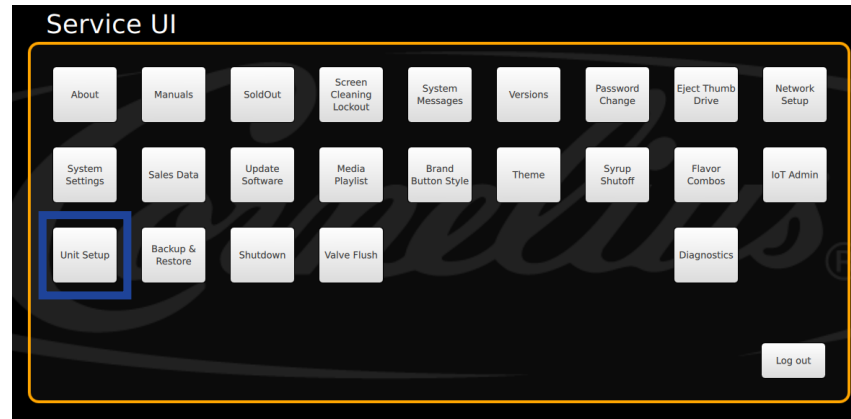 Service UI
About
Manuals
SoldOut
Screen
Cleaning
Lockout
System
Messages
Versions
Password
Change
Eject Thumb
Drive
Network
Setup
System
Settings
Sales Data
Update
Software
Media
Playlist
Brand
Button Style
Theme
Syrup
Shutoff
Flavor
Combos
IoT Admin
Unit Setup
Backup &
Restore
Shutdown
Valve Flush
Diagnostics
Log out
Cornelius®